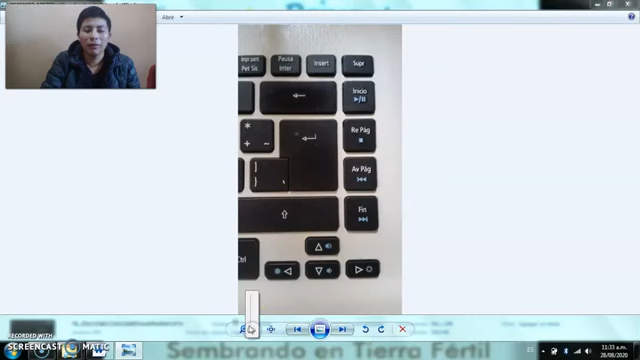 Abrir
Impr pant
Pet Sis
Pausa
Inter
Insert
Supr
Inicio
*
+ ~
Re Pág
]
}
Av Pág
Fin
Ctrl
RECORDED WITH
SCREENCAST MATIC
ES
11:33 a.m.
28/08/2020
Sembrando en Tierra Fértil